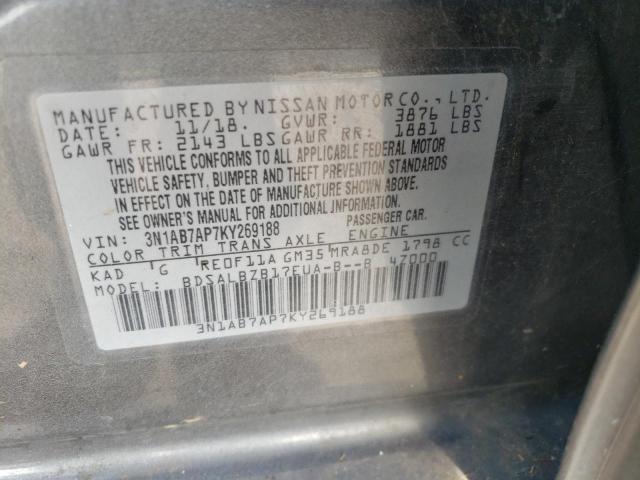 MANUFACTURED BY NISSAN MOTOR CO., LTD.
DATE: 11/18. GVWR: 3876 LBS
GAWR FR: 2143 LBS GAWR RR: 1881 LBS
THIS VEHICLE CONFORMS TO ALL APPLICABLE FEDERAL MOTOR
VEHICLE SAFETY, BUMPER AND THEFT PREVENTION STANDARDS
IN EFFECT ON THE DATE OF MANUFACTURE SHOWN ABOVE.
SEE OWNER'S MANUAL FOR ADDITIONAL INFORMATION.
VIN: 3N1AB7AP7KY269188 PASSENGER CAR.
COLOR TRIM TRANS AXLE ENGINE
KAD G RE0F11A GM35 MRA8DE 1798 CC
MODEL: BDSALBZB17EUA-B--B 47000
3N1AB7AP7KY269188